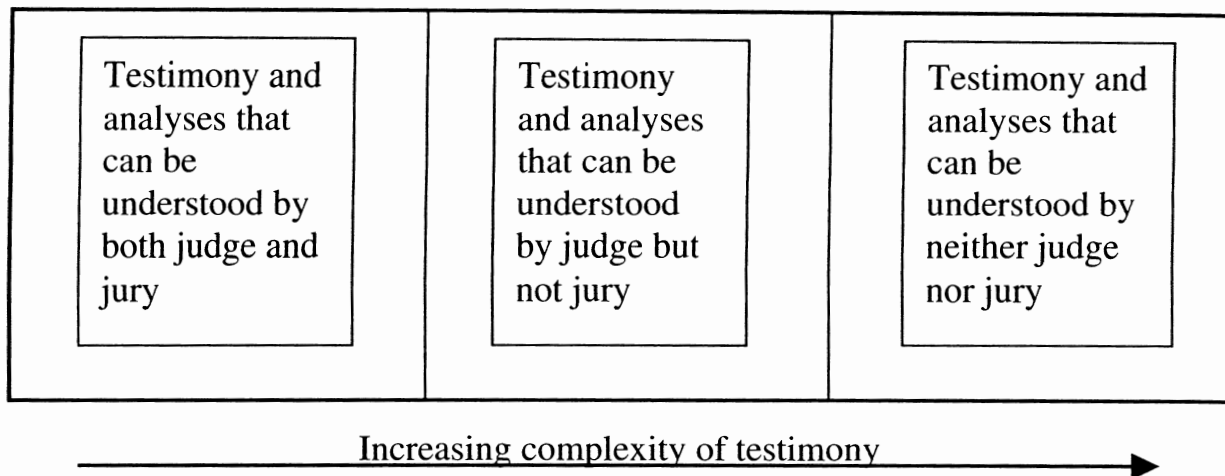 Testimony and
analyses that
can be
understood by
both judge and
jury
Testimony
and analyses
that can be
understood
by judge but
not jury
Testimony and
analyses that
can be
understood by
neither judge
nor jury
Increasing complexity of testimony